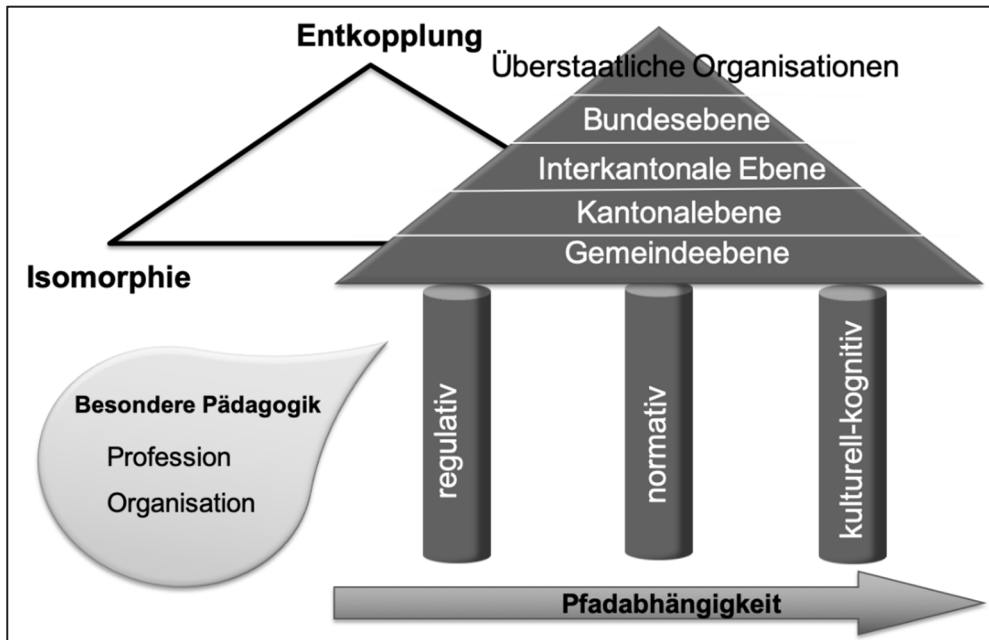 Entkopplung
Isomorphie
Überstaatliche Organisationen
Bundesebene
Interkantonale Ebene
Kantonalebene
Gemeindeebene
regulativ
normativ
kulturell-kognitiv
Besondere Pädagogik
Profession
Organisation
Pfadabhängigkeit